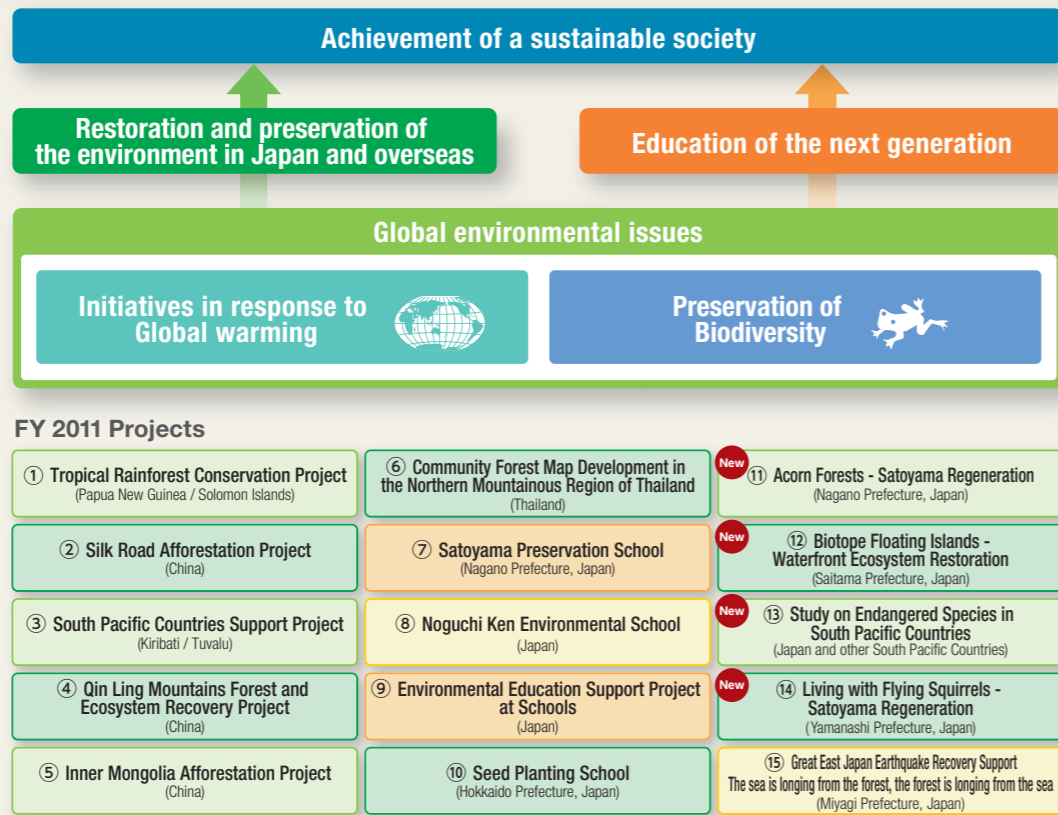 Achievement of a sustainable society
Restoration and preservation of
the environment in Japan and overseas
Education of the next generation
Global environmental issues
Initiatives in response to
Global warming
Preservation of
Biodiversity
FY 2011 Projects
① Tropical Rainforest Conservation Project
(Papua New Guinea / Solomon Islands)
② Silk Road Afforestation Project
(China)
③ South Pacific Countries Support Project
(Kiribati / Tuvalu)
④ Qin Ling Mountains Forest and
Ecosystem Recovery Project
(China)
⑤ Inner Mongolia Afforestation Project
(China)
⑥ Community Forest Map Development in
the Northern Mountainous Region of Thailand
(Thailand)
⑦ Satoyama Preservation School
(Nagano Prefecture, Japan)
⑧ Noguchi Ken Environmental School
(Japan)
⑨ Environmental Education Support Project
at Schools
(Japan)
⑩ Seed Planting School
(Hokkaido Prefecture, Japan)
New
⑪ Acorn Forests - Satoyama Regeneration
(Nagano Prefecture, Japan)
New
⑫ Biotope Floating Islands -
Waterfront Ecosystem Restoration
(Saitama Prefecture, Japan)
New
⑬ Study on Endangered Species in
South Pacific Countries
(Japan and other South Pacific Countries)
New
⑭ Living with Flying Squirrels -
Satoyama Regeneration
(Yamanashi Prefecture, Japan)
⑮ Great East Japan Earthquake Recovery Support
The sea is longing from the forest, the forest is longing from the sea
(Miyagi Prefecture, Japan)